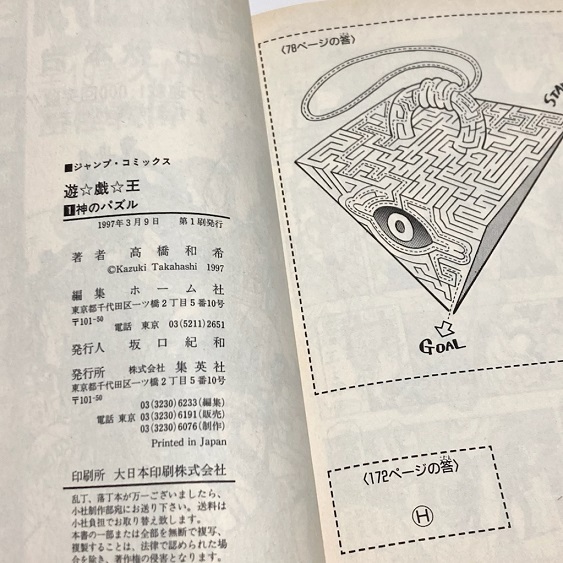 ■ジャンプ・コミックス
遊☆戯☆王
1神のパズル
1997年3月9日 第1刷発行
著者 高橋和希
©Kazuki Takahashi 1997
編集 ホーム社
東京都千代田区一ツ橋2丁目5番10号
〒101-50
電話 東京 03(5211)2651
発行人 坂口紀和
発行所 株式会社 集英社
東京都千代田区一ツ橋2丁目5番10号
〒101-50
03(3230)6233(編集)
電話 東京 03(3230)6191(販売)
03(3230)6076(制作)
Printed in Japan
印刷所 大日本印刷株式会社
乱丁、落丁本が万一ございましたら、
小社制作部宛にお送り下さい。送料は
小社負担でお取り替え致します。
本書の一部または全部を無断で複写、
複製することは、法律で認められた場
合を除き、著作権の侵害となります。
〈78ページの答〉
GOAL
〈172ページの答〉
Ⓗ